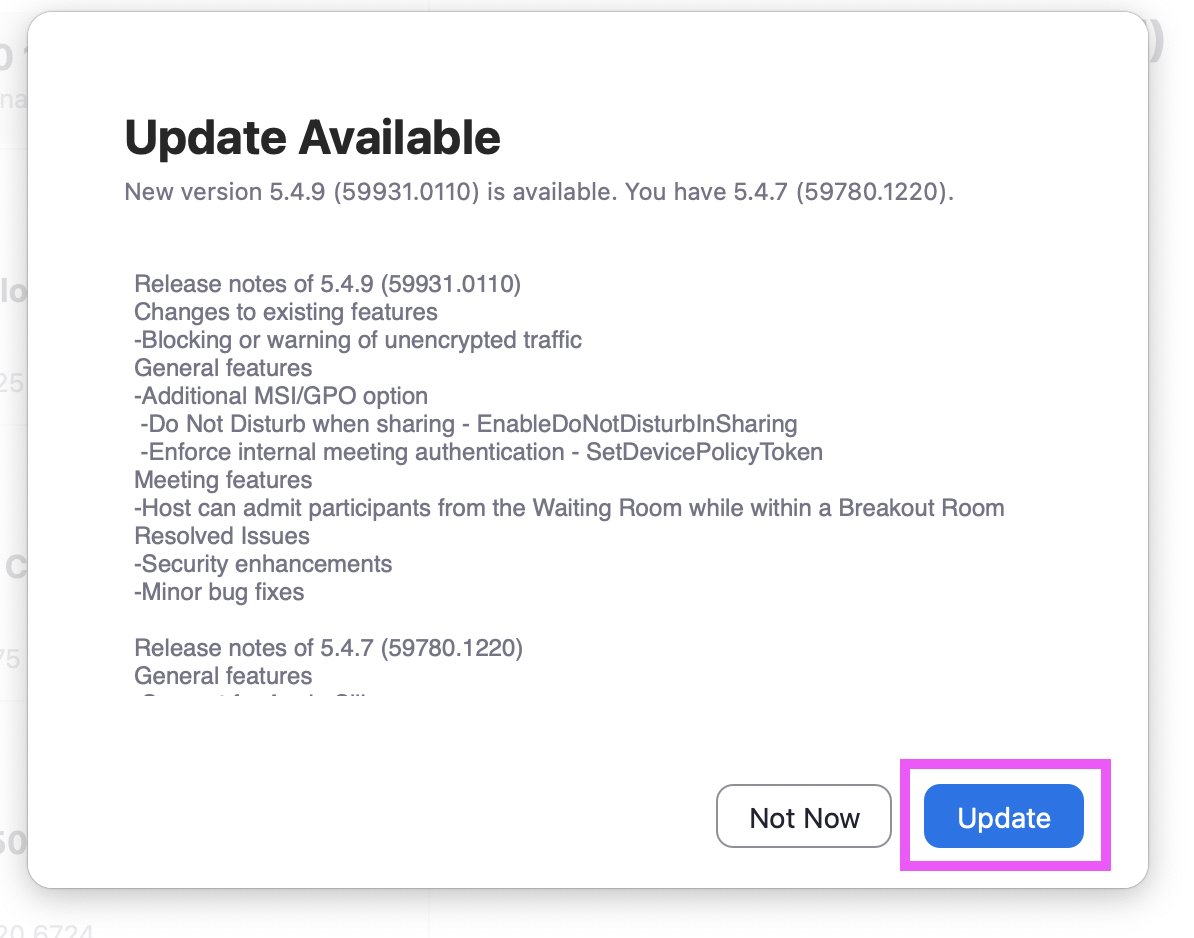 Update Available
New version 5.4.9 (59931.0110) is available. You have 5.4.7 (59780.1220).
Release notes of 5.4.9 (59931.0110)
Changes to existing features
-Blocking or warning of unencrypted traffic
General features
-Additional MSI/GPO option
-Do Not Disturb when sharing - EnableDoNotDisturbInSharing
-Enforce internal meeting authentication - SetDevicePolicyToken
Meeting features
-Host can admit participants from the Waiting Room while within a Breakout Room
Resolved Issues
-Security enhancements
-Minor bug fixes
Release notes of 5.4.7 (59780.1220)
General features
Not Now
Update